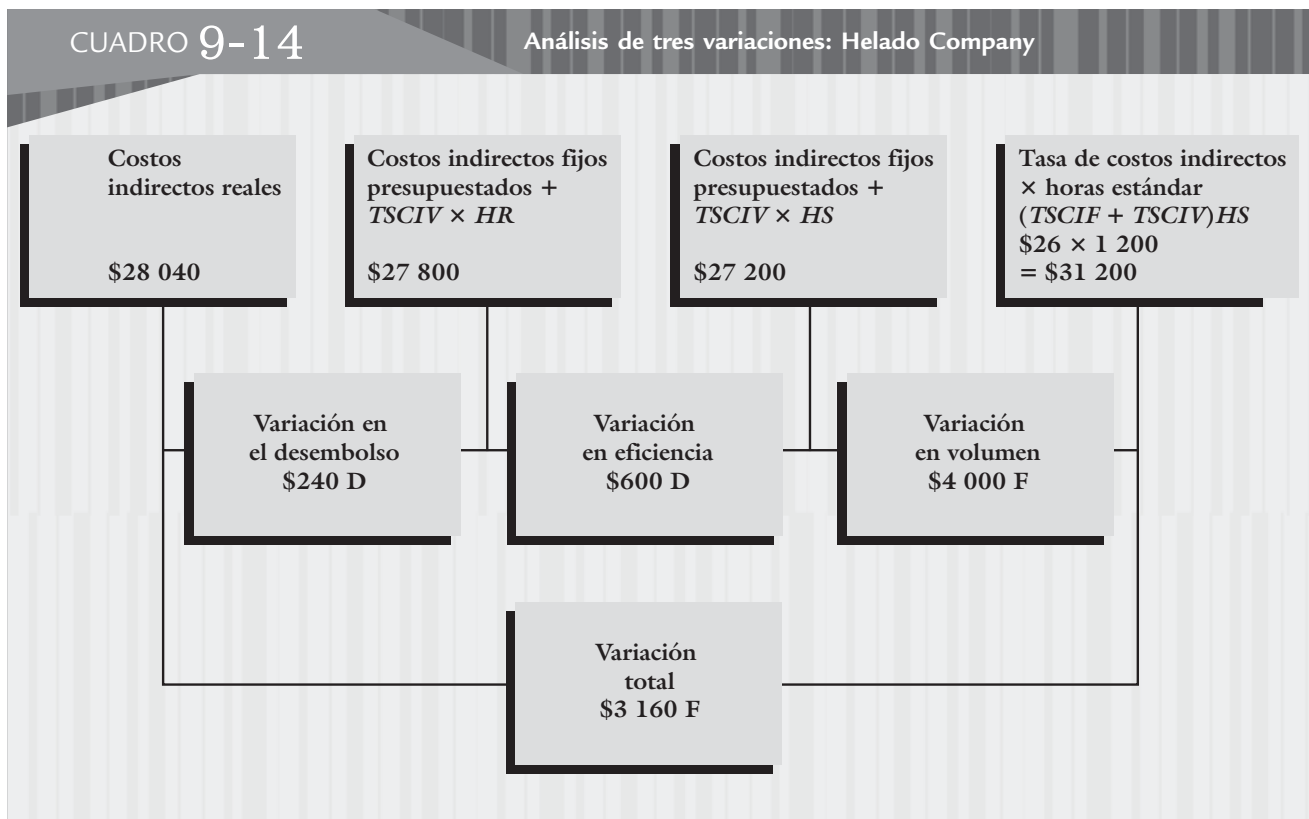 CUADRO 9-14
Análisis de tres variaciones: Helado Company
Costos
indirectos reales
$28 040
Costos indirectos fijos
presupuestados +
TSCIV × HR
$27 800
Costos indirectos fijos
presupuestados +
TSCIV × HS
$27 200
Tasa de costos indirectos
× horas estándar
(TSCIF + TSCIV)HS
$26 × 1 200
= $31 200
Variación en
el desembolso
$240 D
Variación
en eficiencia
$600 D
Variación
en volumen
$4 000 F
Variación
total
$3 160 F